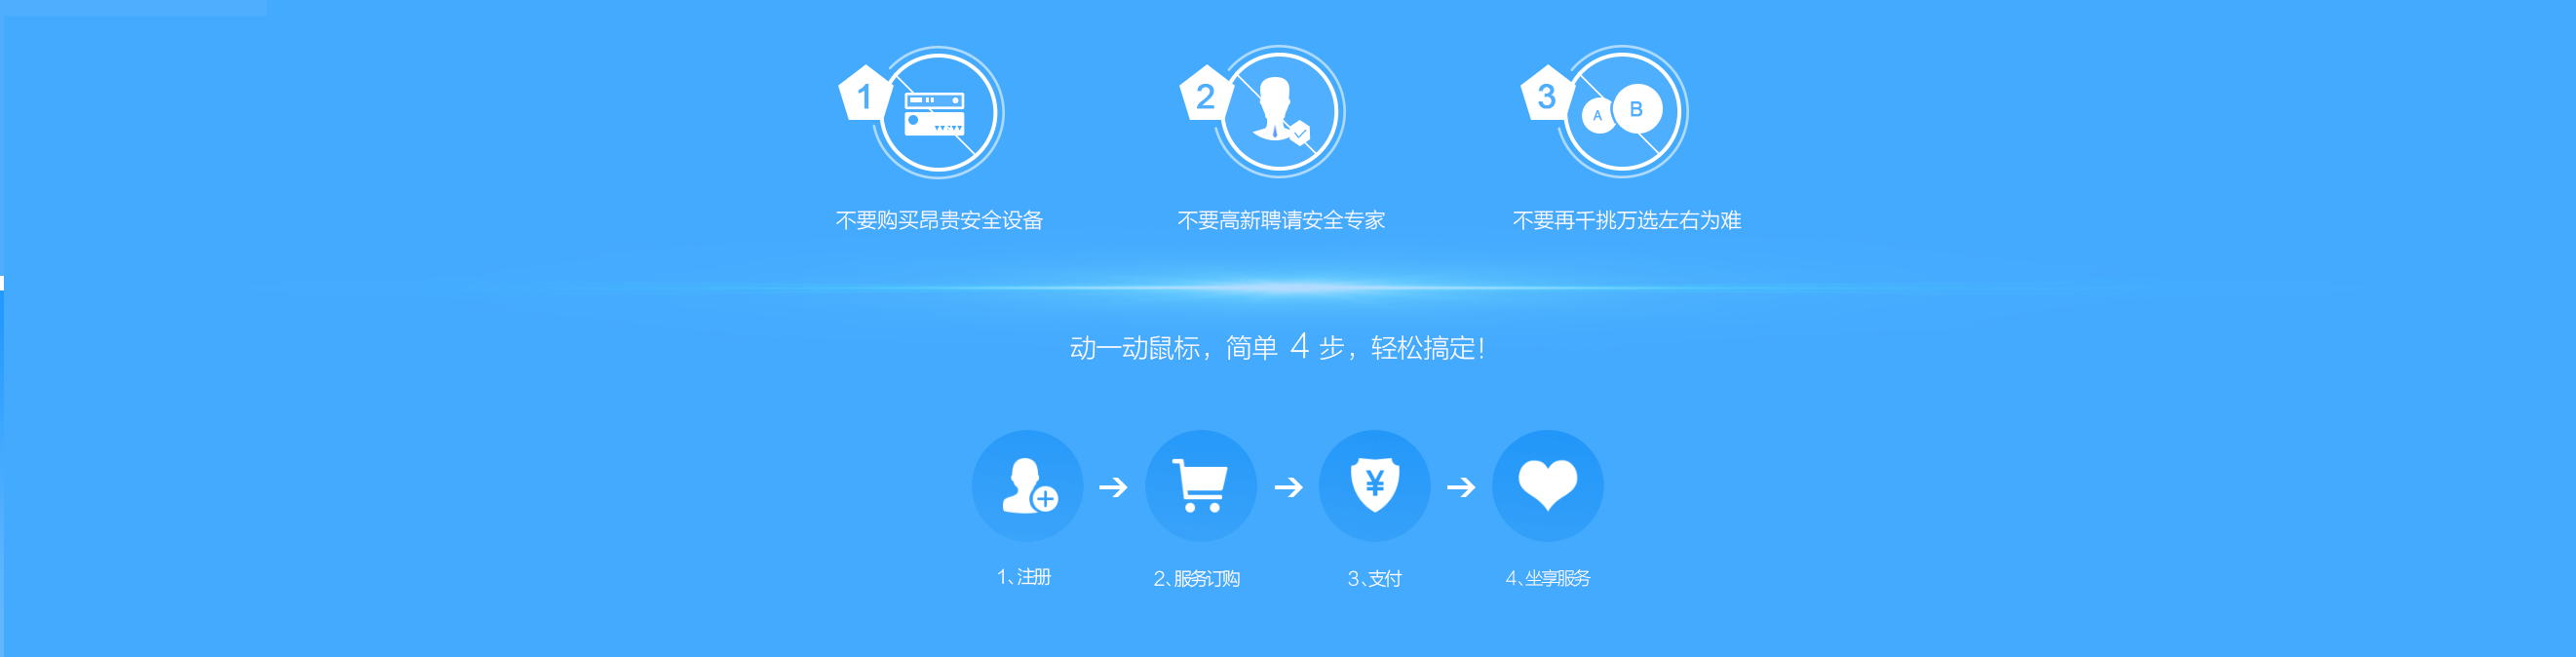 1
2
3
A
B
不要购买昂贵安全设备
不要高新聘请安全专家
不要再千挑万选左右为难
动一动鼠标，简单 4 步，轻松搞定！
¥
1、注册
2、服务订购
3、支付
4、坐享服务